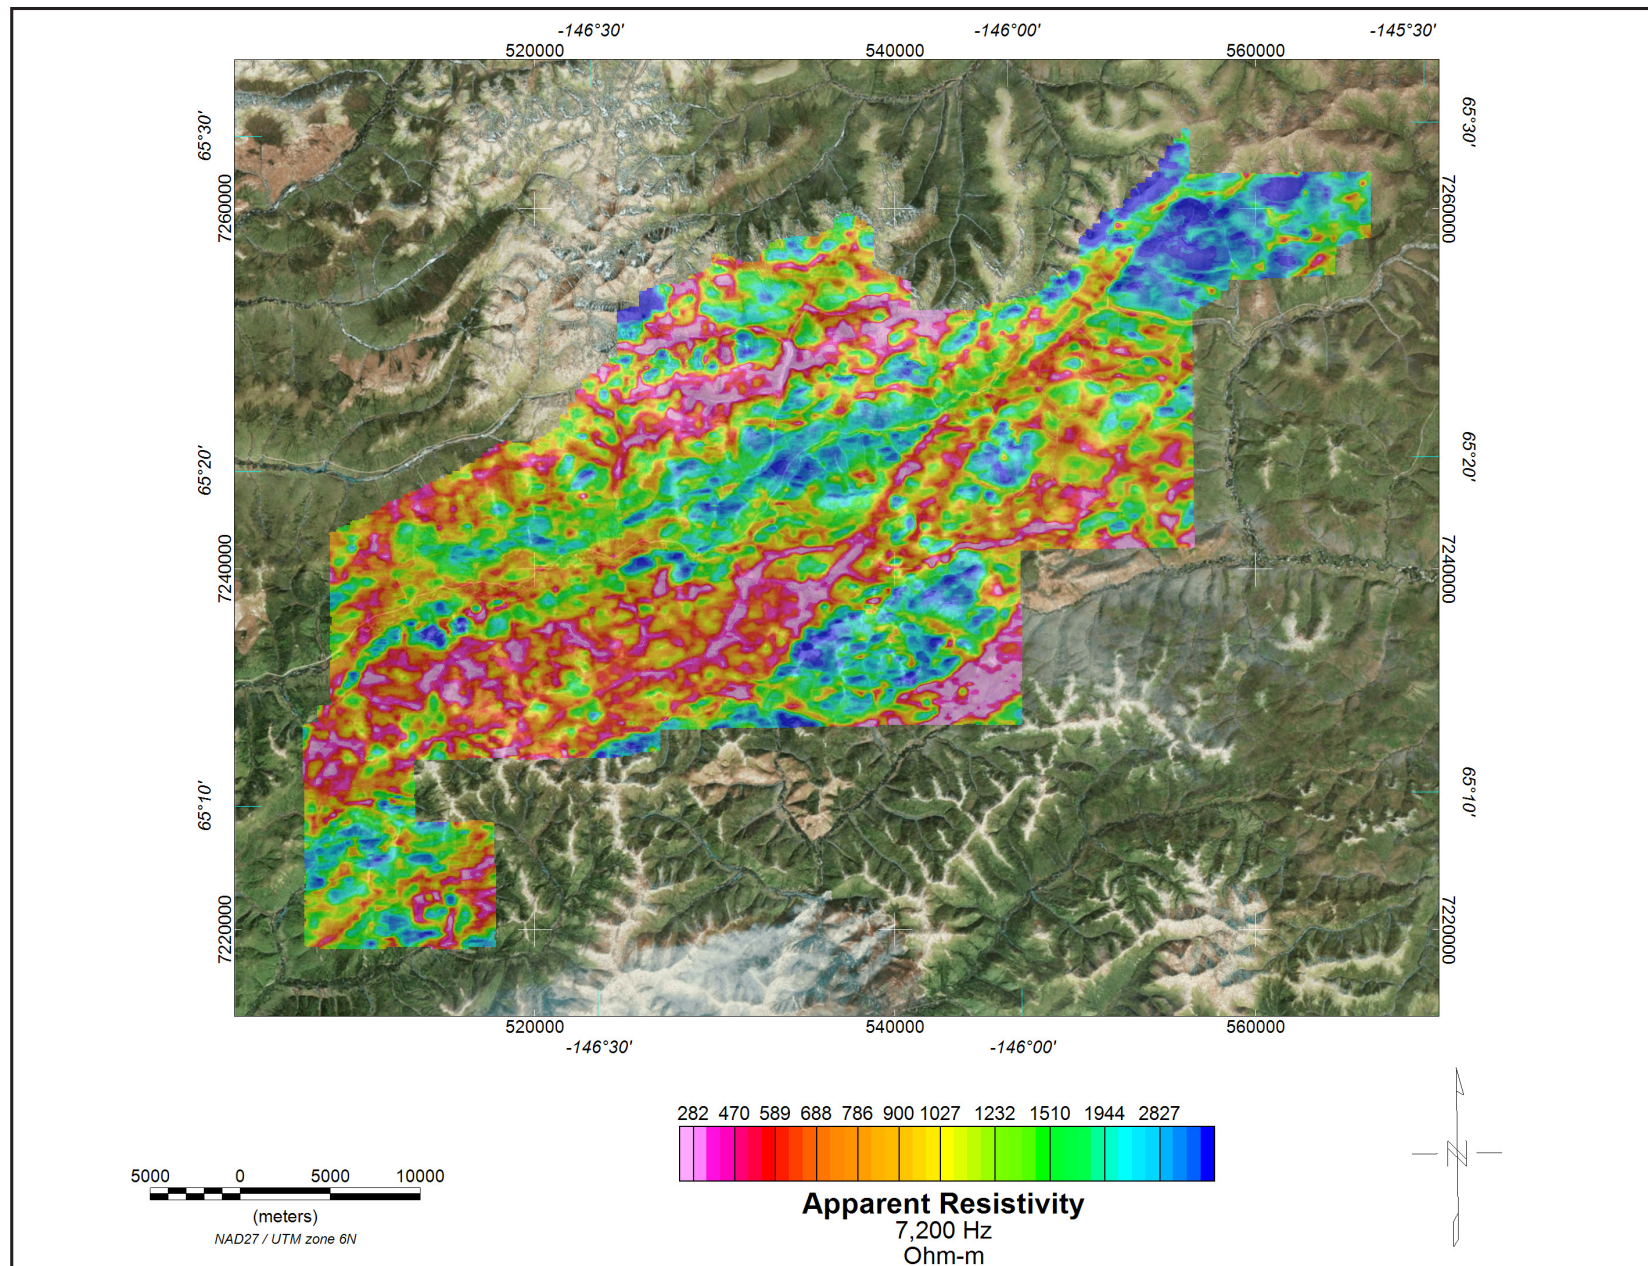 -146°30' -146°00' -145°30'
520000 540000 560000
65°30' 65°30'
7260000 7260000
65°20' 65°20'
7240000 7240000
65°10' 65°10'
7220000 7220000
520000 540000 560000
-146°30' -146°00'
282 470 589 688 786 900 1027 1232 1510 1944 2827
5000 0 5000 10000
(meters)
NAD27 / UTM zone 6N
Apparent Resistivity
7,200 Hz
Ohm-m
N